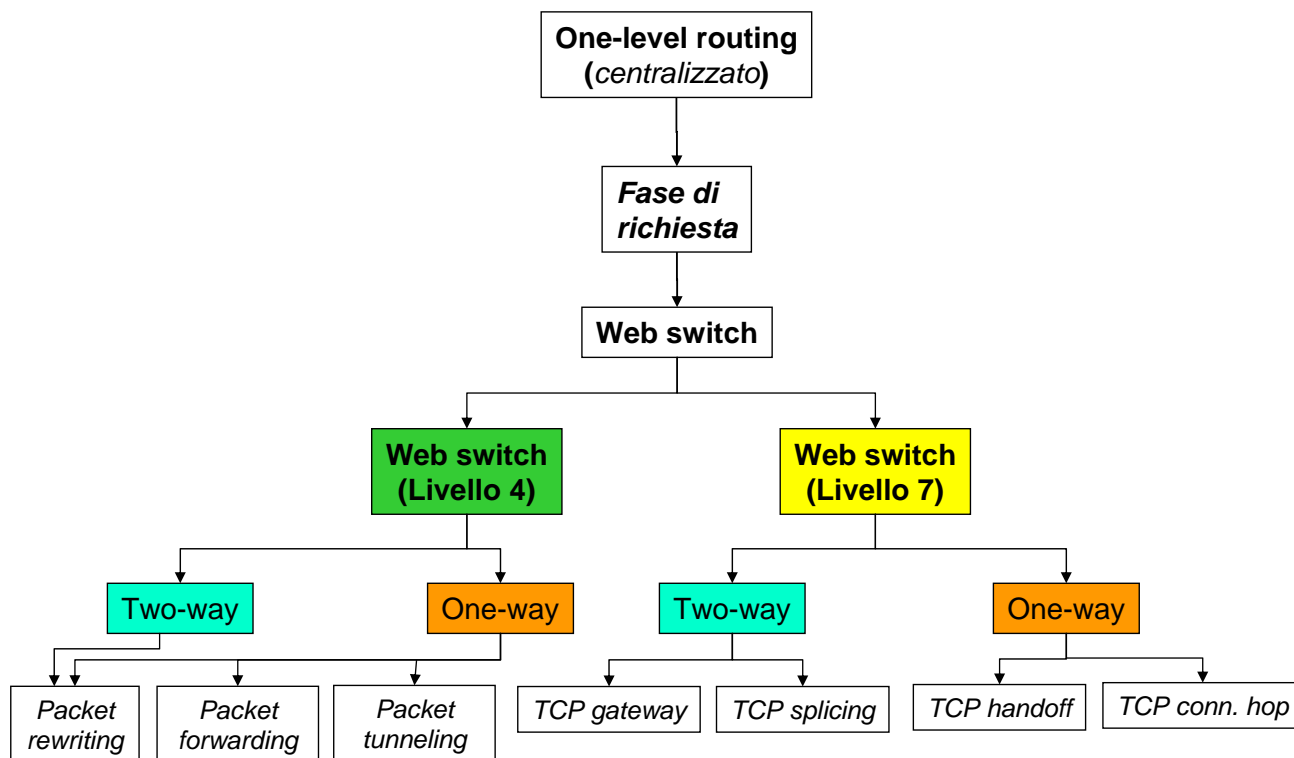 One-level routing
(centralizzato)
Fase di
richiesta
Web switch
Web switch
(Livello 4)
Web switch
(Livello 7)
Two-way
One-way
Two-way
One-way
Packet
rewriting
Packet
forwarding
Packet
tunneling
TCP gateway
TCP splicing
TCP handoff
TCP conn. hop